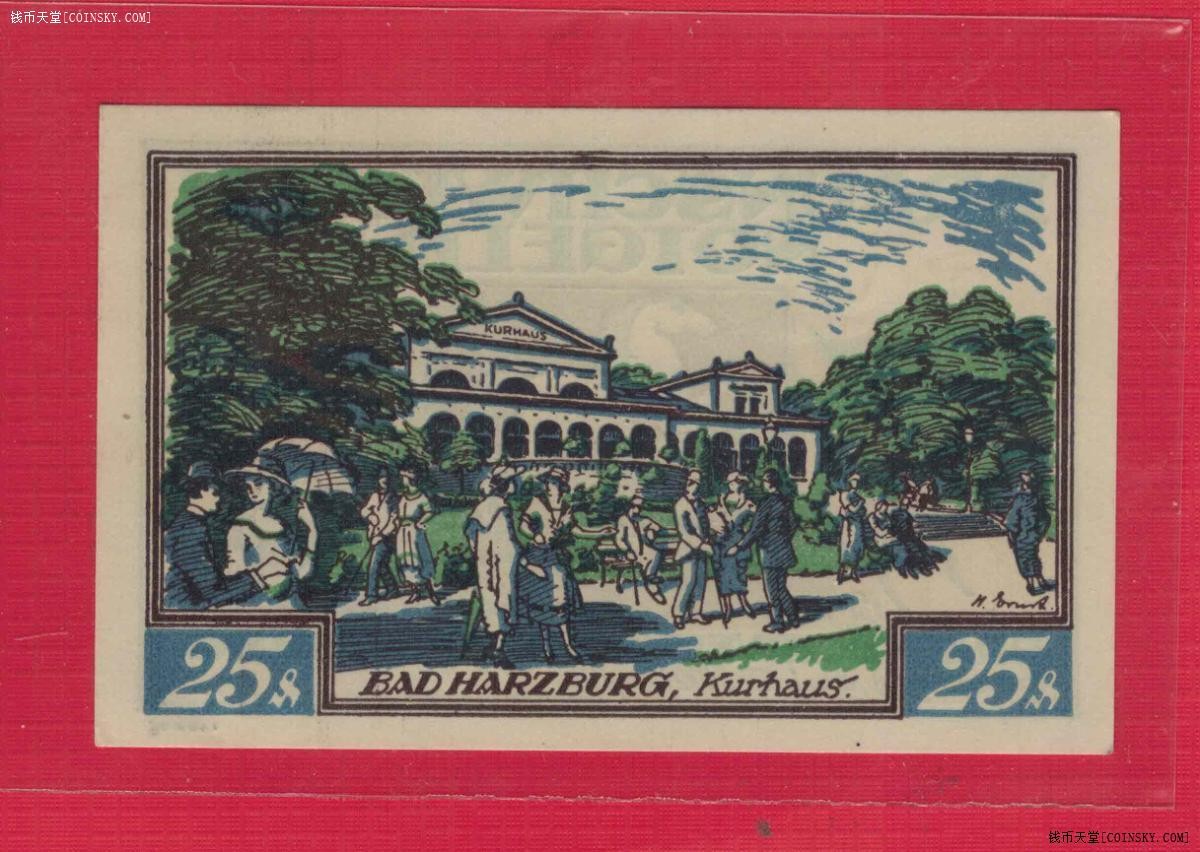 钱币天堂[COINSKY.COM]
KURHAUS
25₰
BAD HARZBURG, Kurhaus.
25₰
钱币天堂[COINSKY.COM]